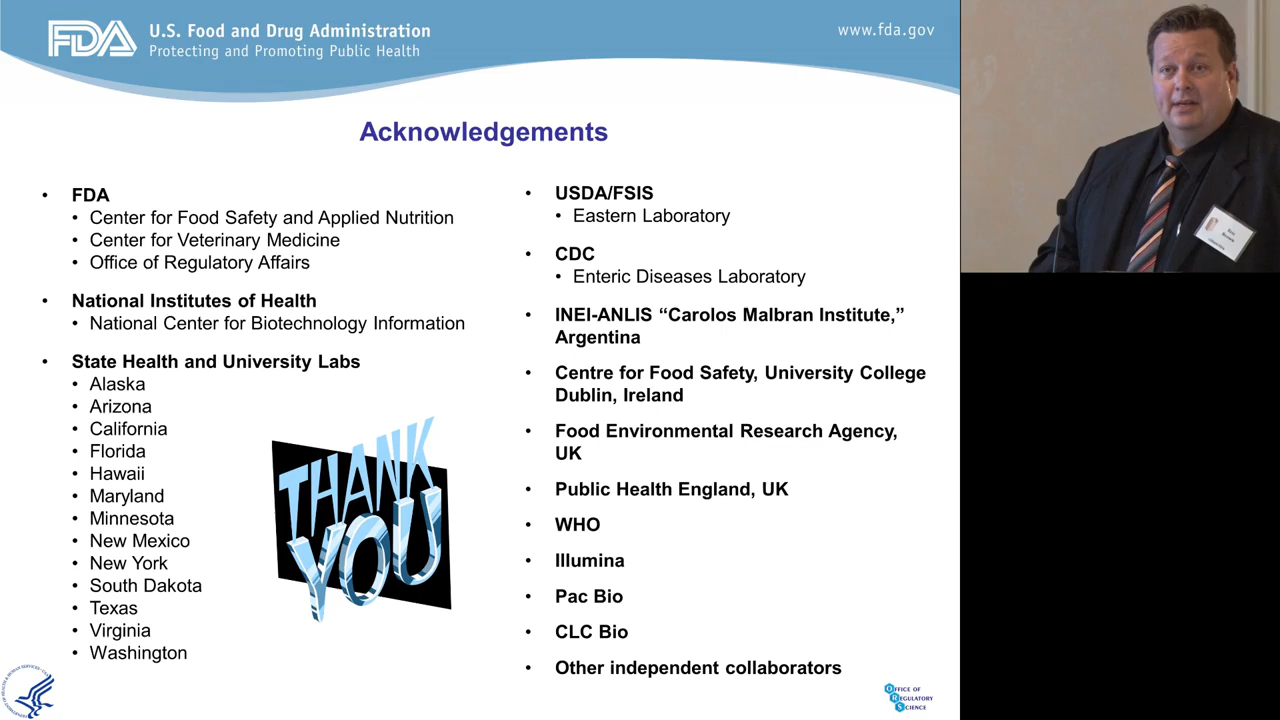 FDA
U.S. Food and Drug Administration
Protecting and Promoting Public Health
www.fda.gov
Acknowledgements
• FDA
• Center for Food Safety and Applied Nutrition
• Center for Veterinary Medicine
• Office of Regulatory Affairs
• National Institutes of Health
• National Center for Biotechnology Information
• State Health and University Labs
• Alaska
• Arizona
• California
• Florida
• Hawaii
• Maryland
• Minnesota
• New Mexico
• New York
• South Dakota
• Texas
• Virginia
• Washington
THANK
YOU
• USDA/FSIS
• Eastern Laboratory
• CDC
• Enteric Diseases Laboratory
• INEI-ANLIS “Carolos Malbran Institute,”
Argentina
• Centre for Food Safety, University College
Dublin, Ireland
• Food Environmental Research Agency,
UK
• Public Health England, UK
• WHO
• Illumina
• Pac Bio
• CLC Bio
• Other independent collaborators
OFFICE OF
REGULATORY
SCIENCE
Eric
Brown